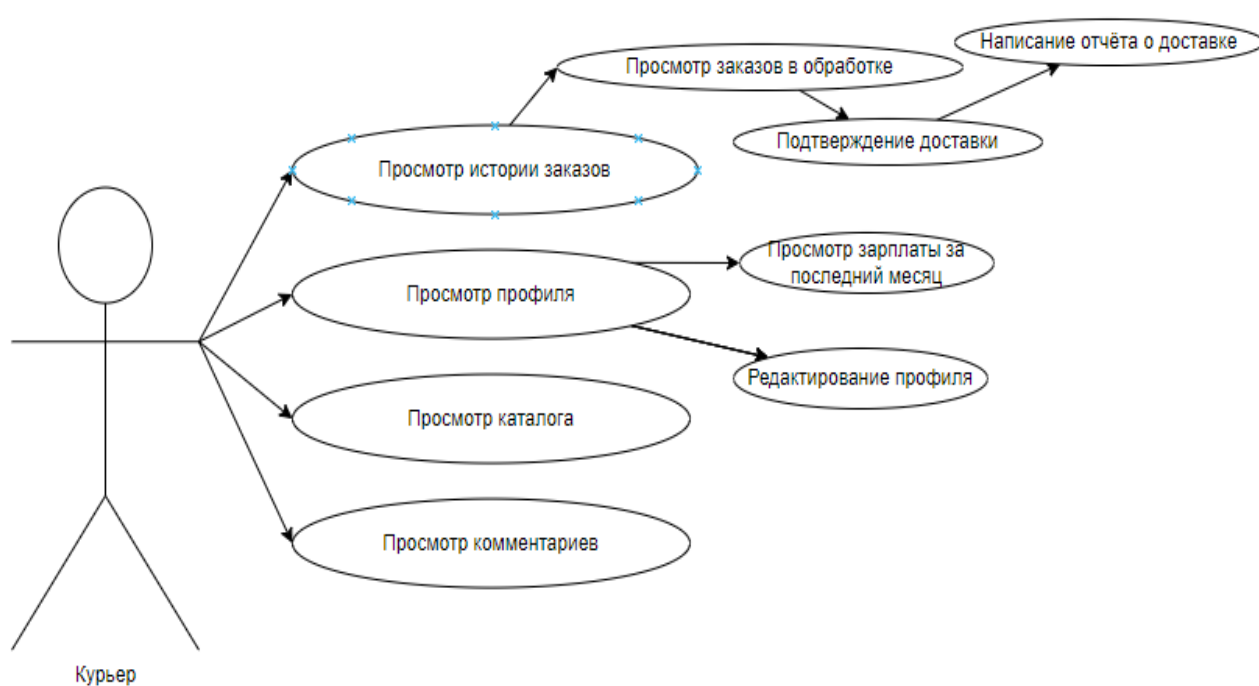 Написание отчёта о доставке
Просмотр заказов в обработке
Подтверждение доставки
Просмотр истории заказов
Просмотр зарплаты за
последний месяц
Просмотр профиля
Редактирование профиля
Просмотр каталога
Просмотр комментариев
Курьер